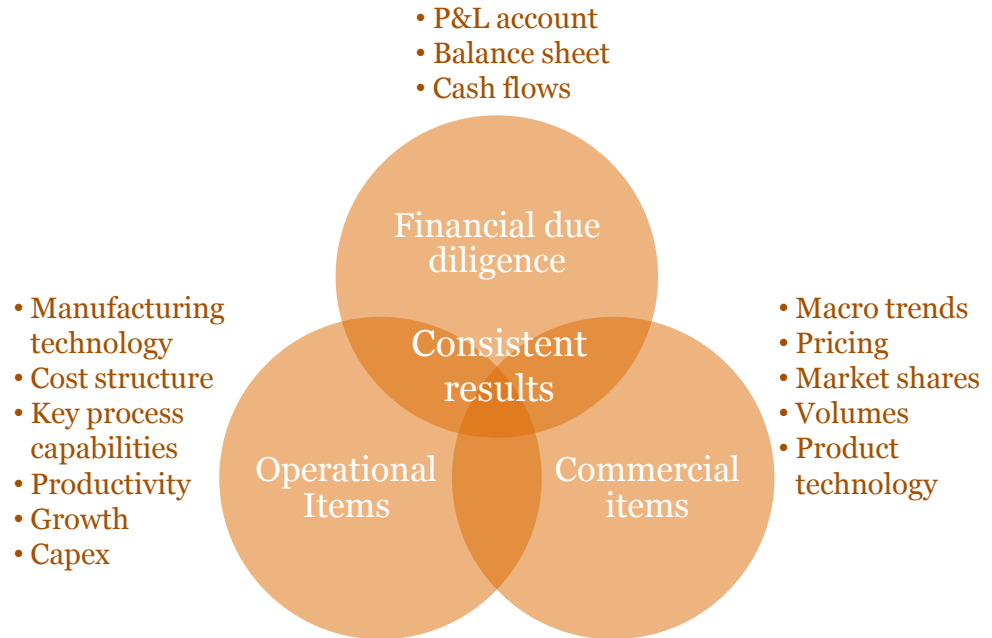 • P&L account
• Balance sheet
• Cash flows
Financial due
diligence
Consistent
results
• Manufacturing
technology
• Cost structure
• Key process
capabilities
• Productivity
• Growth
• Capex
Operational
Items
Commercial
items
• Macro trends
• Pricing
• Market shares
• Volumes
• Product
technology